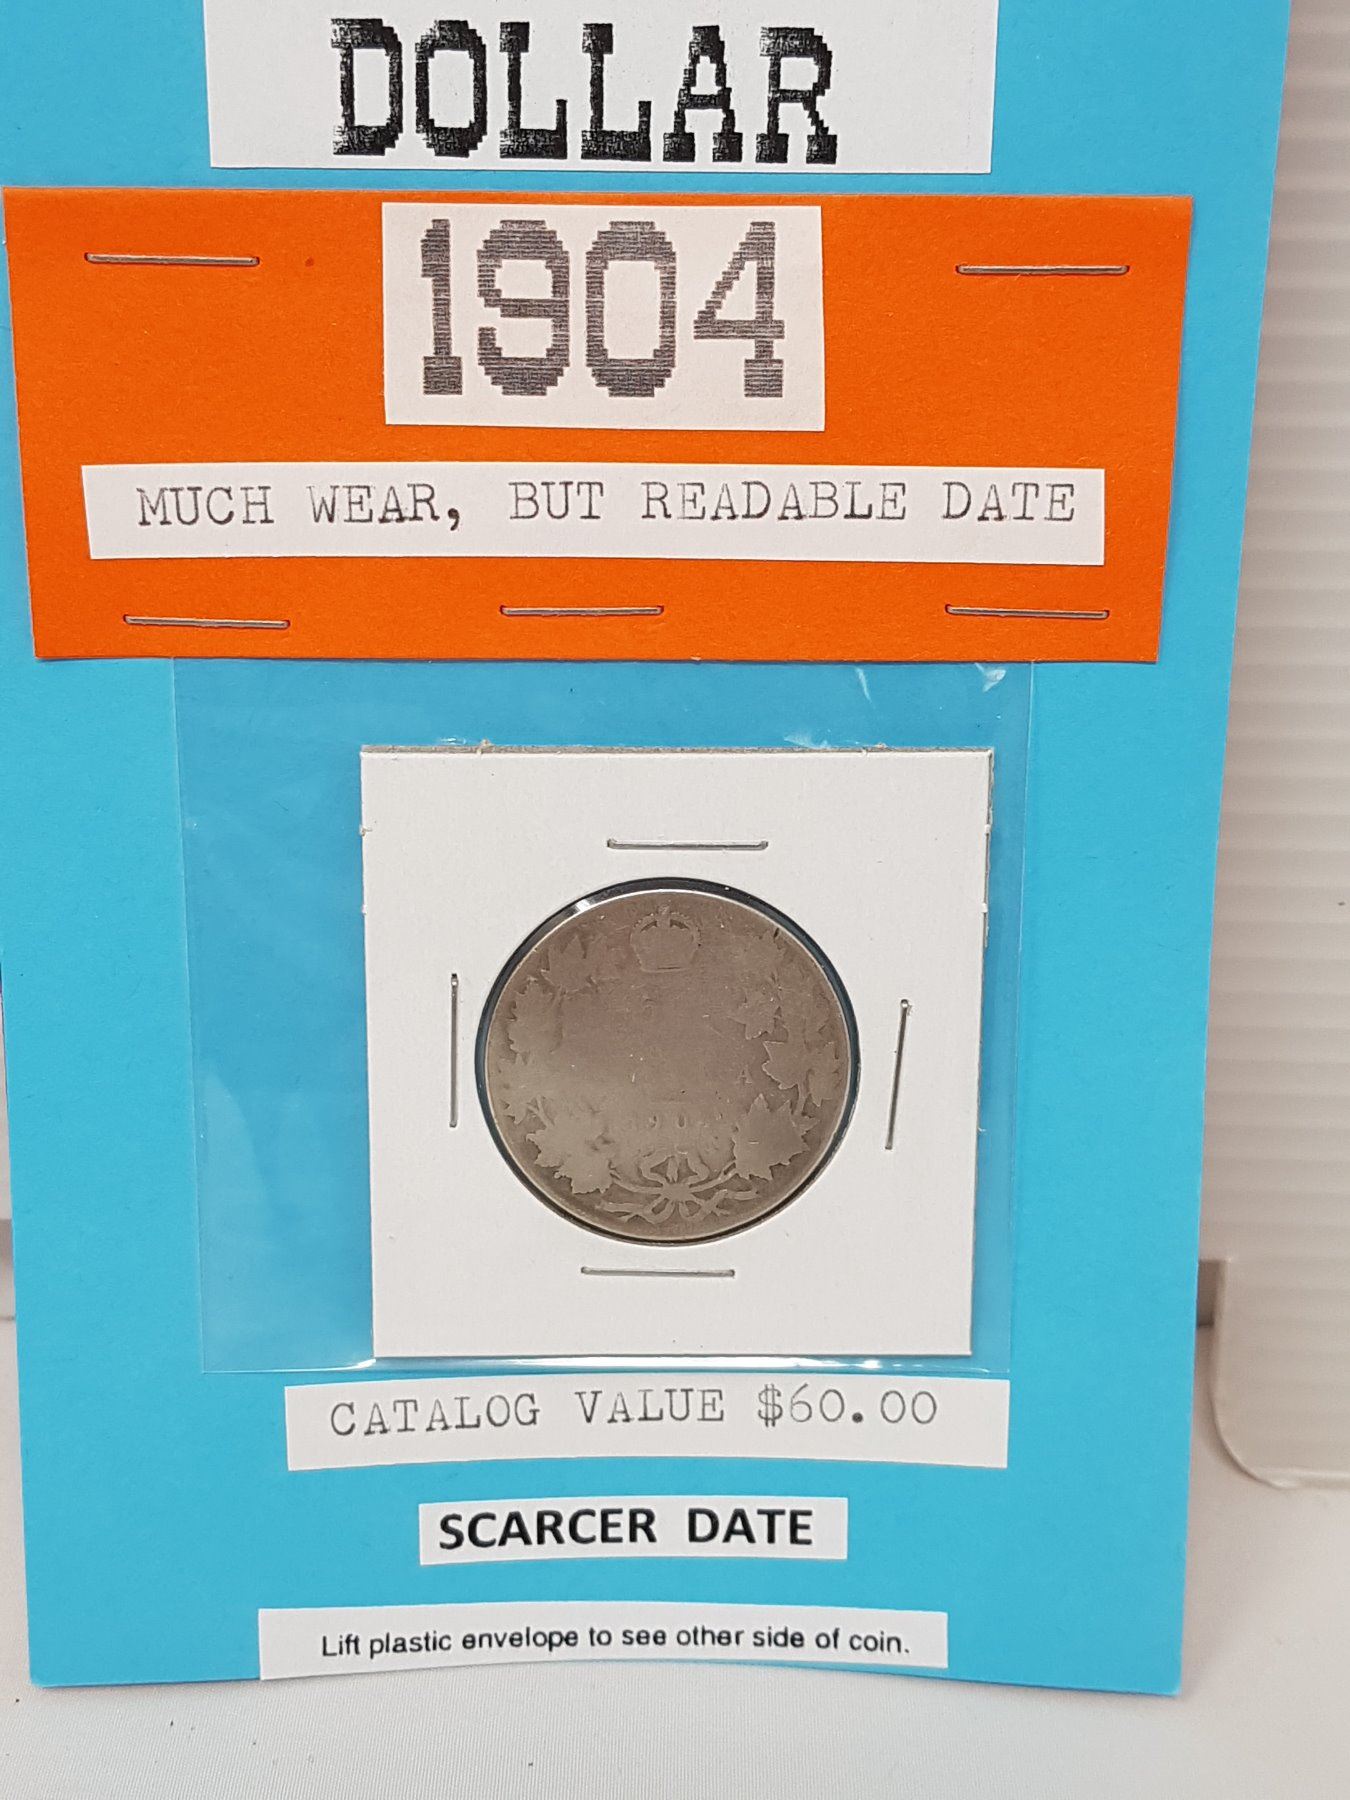 DOLLAR
1904
MUCH WEAR, BUT READABLE DATE
CATALOG VALUE $60.00
SCARCER DATE
Lift plastic envelope to see other side of coin.